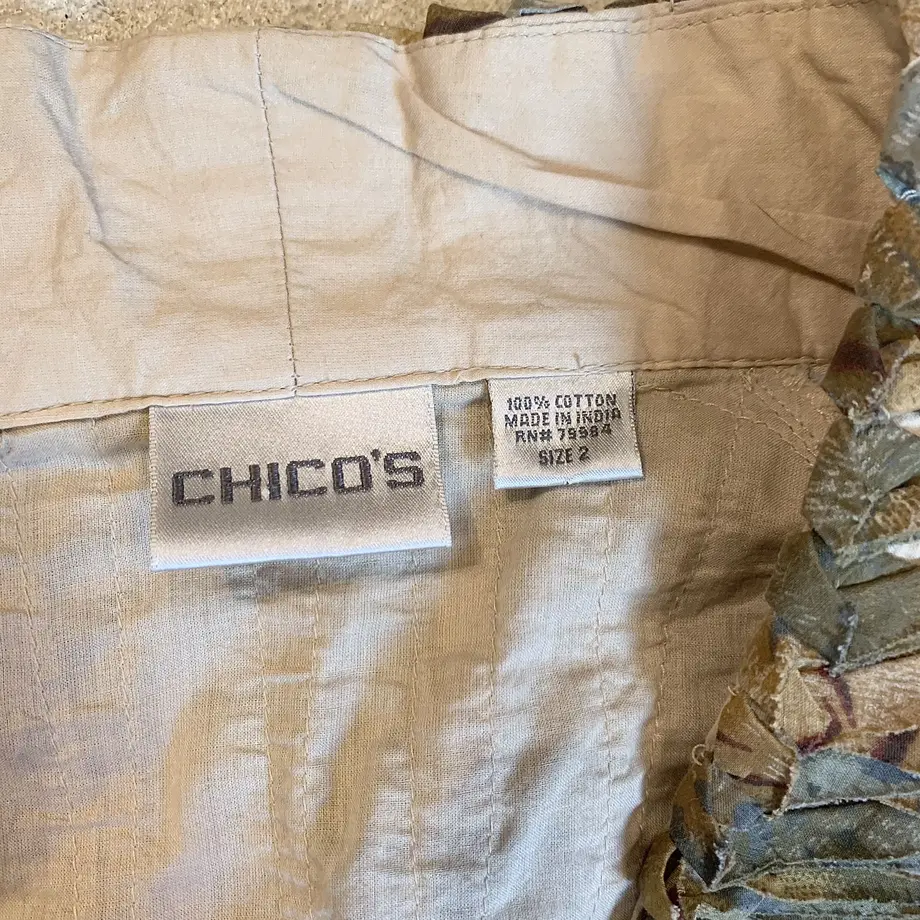 CHICO'S
100% COTTON
MADE IN INDIA
RN# 79984
SIZE 2